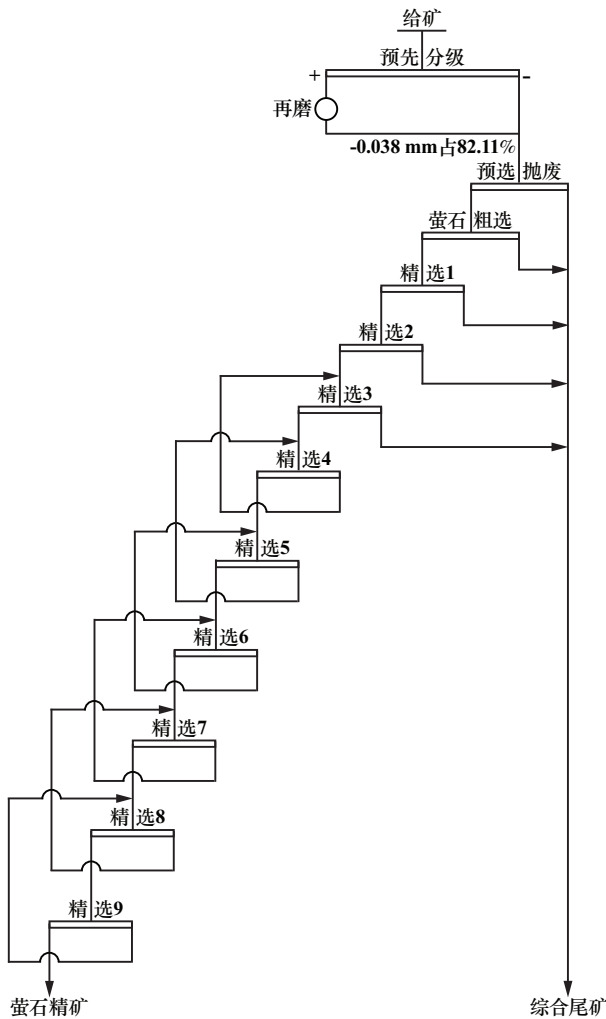 给矿
预先分级
+ -
再磨
-0.038 mm占82.11%
预选抛废
萤石粗选
精选1
精选2
精选3
精选4
精选5
精选6
精选7
精选8
精选9
萤石精矿 综合尾矿